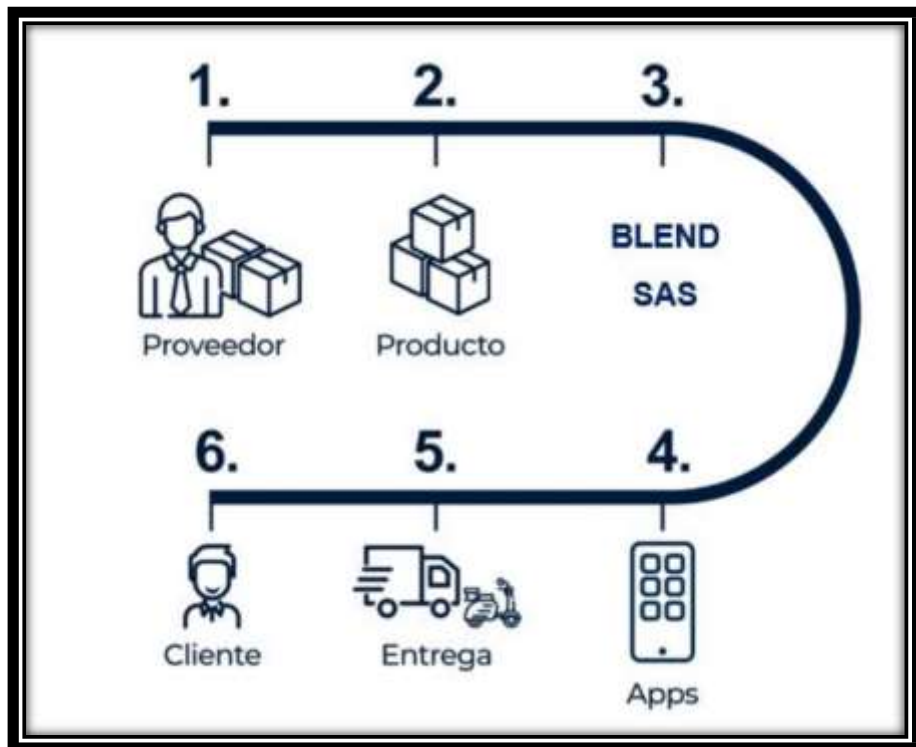 1.
2.
3.
Proveedor
Producto
BLEND
SAS
6.
5.
4.
Cliente
Entrega
Apps